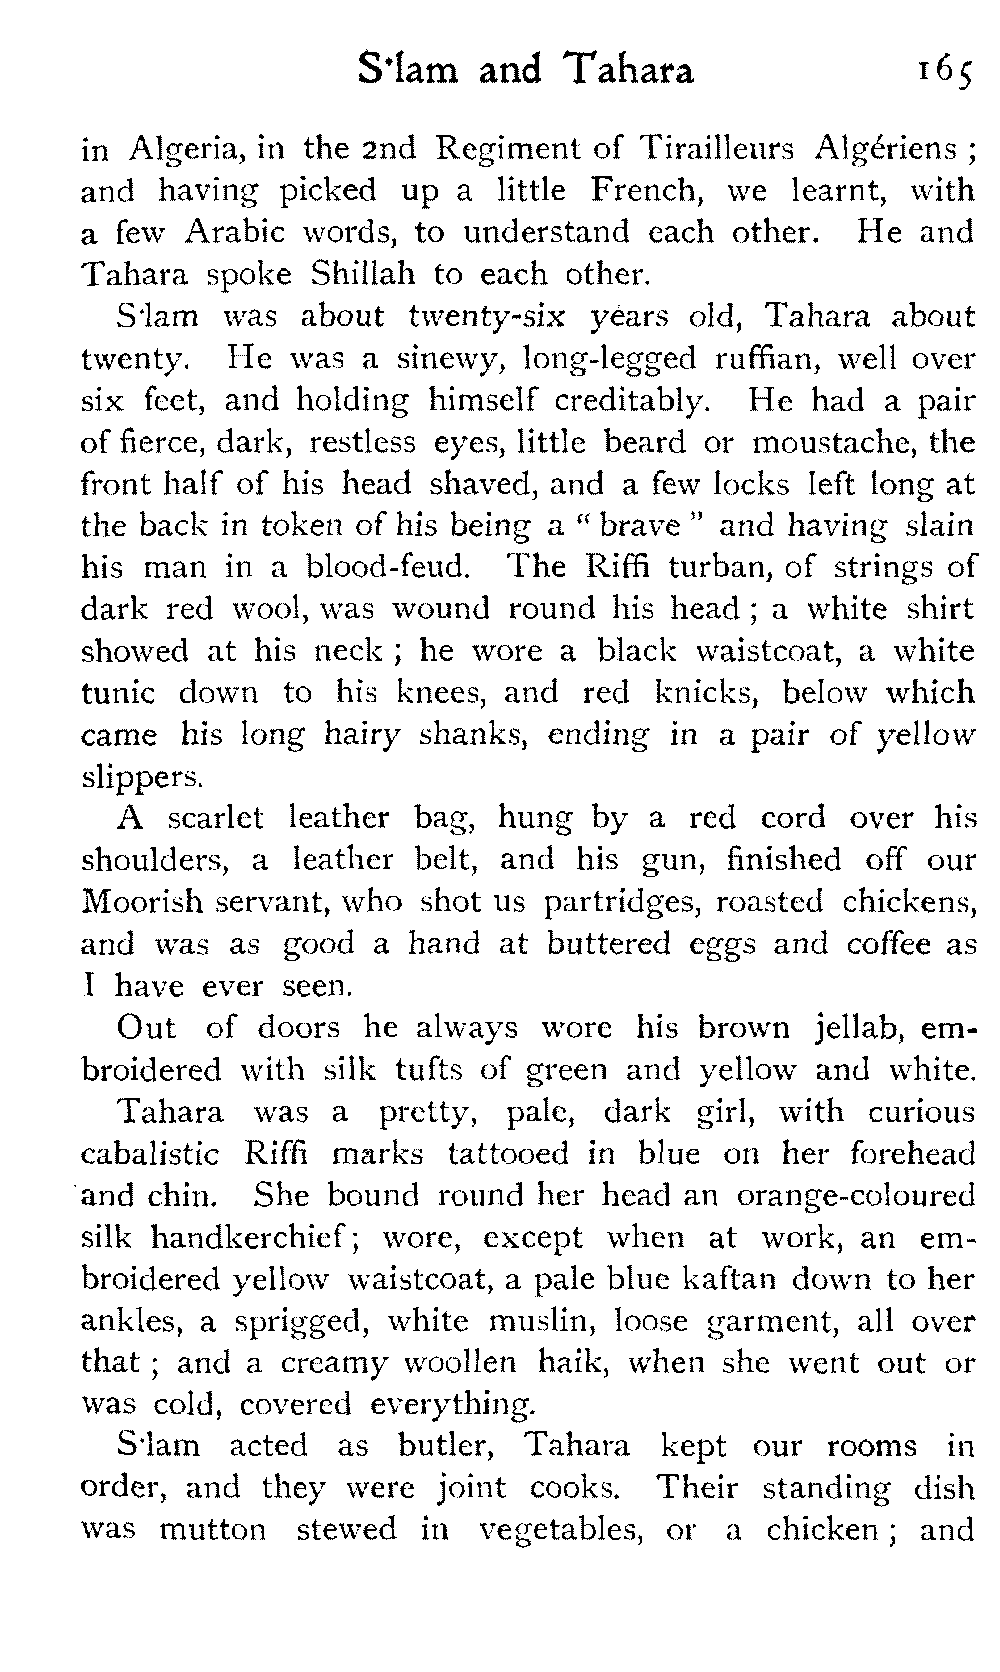 S·lam and Tahara 165
in Algeria, in the 2nd Regiment of Tirailleurs Algériens ;
and having picked up a little French, we learnt, with
a few Arabic words, to understand each other. He and
Tahara spoke Shillah to each other.
S·lam was about twenty-six years old, Tahara about
twenty. He was a sinewy, long-legged ruffian, well over
six feet, and holding himself creditably. He had a pair
of fierce, dark, restless eyes, little beard or moustache, the
front half of his head shaved, and a few locks left long at
the back in token of his being a “ brave ” and having slain
his man in a blood-feud. The Riffi turban, of strings of
dark red wool, was wound round his head ; a white shirt
showed at his neck ; he wore a black waistcoat, a white
tunic down to his knees, and red knicks, below which
came his long hairy shanks, ending in a pair of yellow
slippers.
A scarlet leather bag, hung by a red cord over his
shoulders, a leather belt, and his gun, finished off our
Moorish servant, who shot us partridges, roasted chickens,
and was as good a hand at buttered eggs and coffee as
I have ever seen.
Out of doors he always wore his brown jellab, em-
broidered with silk tufts of green and yellow and white.
Tahara was a pretty, pale, dark girl, with curious
cabalistic Riffi marks tattooed in blue on her forehead
and chin. She bound round her head an orange-coloured
silk handkerchief ; wore, except when at work, an em-
broidered yellow waistcoat, a pale blue kaftan down to her
ankles, a sprigged, white muslin, loose garment, all over
that ; and a creamy woollen haik, when she went out or
was cold, covered everything.
S·lam acted as butler, Tahara kept our rooms in
order, and they were joint cooks. Their standing dish
was mutton stewed in vegetables, or a chicken ; and